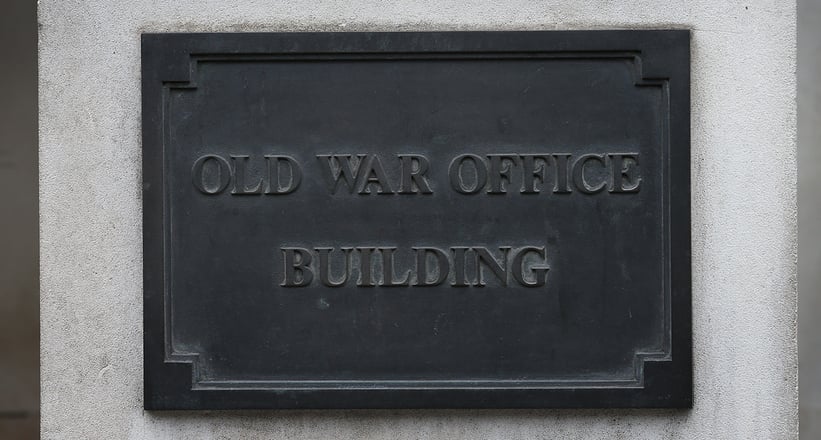 OLD WAR OFFICE
BUILDING